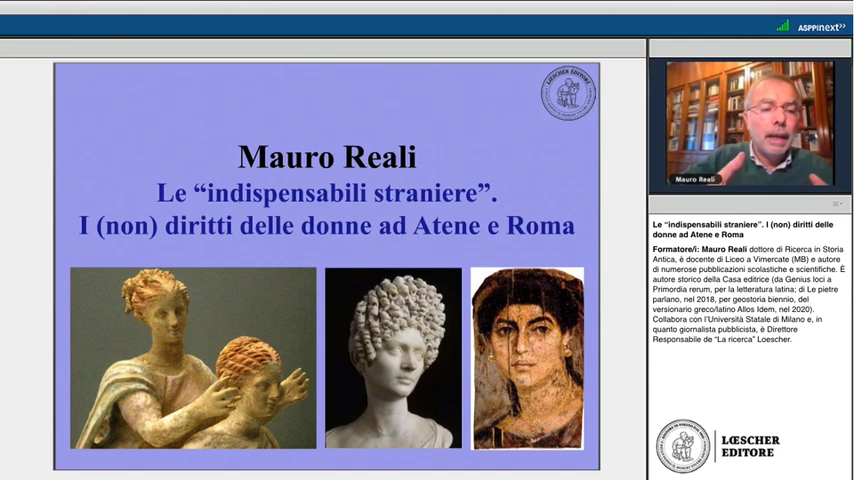 ASPPInext>>
LŒSCHER EDITORE
Mauro Reali
Le “indispensabili straniere”.
I (non) diritti delle donne ad Atene e Roma
Mauro Reali
Le “indispensabili straniere”. I (non) diritti delle
donne ad Atene e Roma
Formatore/i: Mauro Reali dottore di Ricerca in Storia
Antica, è docente di Liceo a Vimercate (MB) e autore
di numerose pubblicazioni scolastiche e scientifiche. È
autore storico della Casa editrice (da Genius loci a
Primordia rerum, per la letteratura latina; di Le pietre
parlano, nel 2018, per geostoria biennio, del
versionario greco/latino Allos Idem, nel 2020).
Collabora con l’Università Statale di Milano e, in
quanto giornalista pubblicista, è Direttore
Responsabile de “La ricerca” Loescher.
LŒSCHER
EDITORE